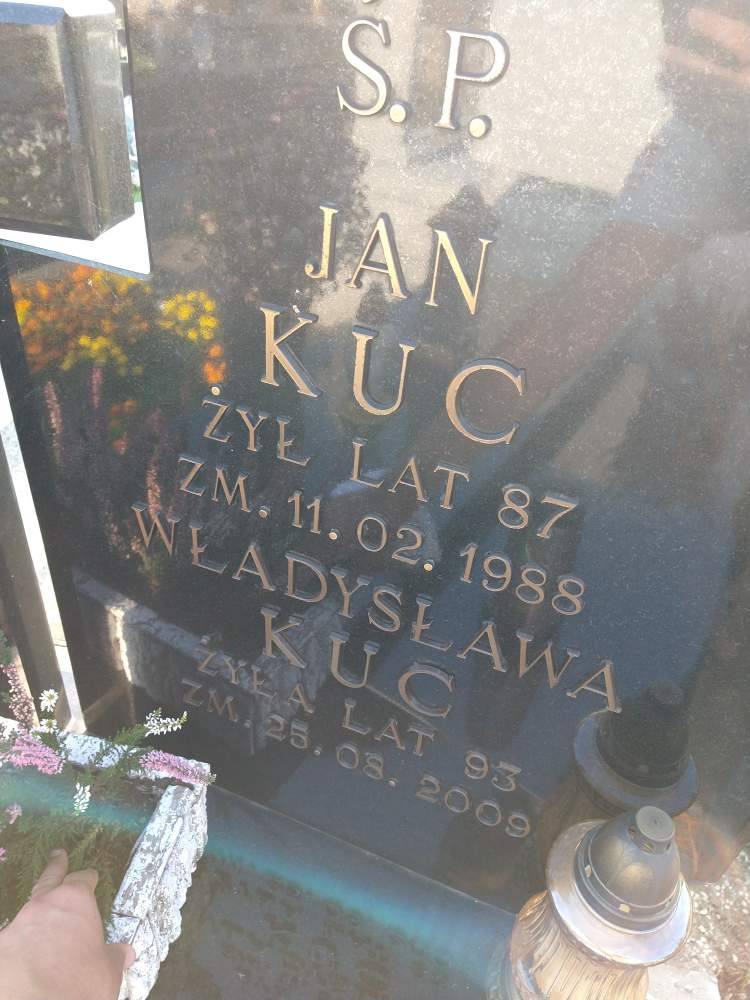 Ś.P.
JAN
KUC
ŻYŁ LAT 87
ZM. 11. 02. 1988
WŁADYSŁAWA
KUC
ŻYŁA LAT 93
ZM. 25. 08. 2009